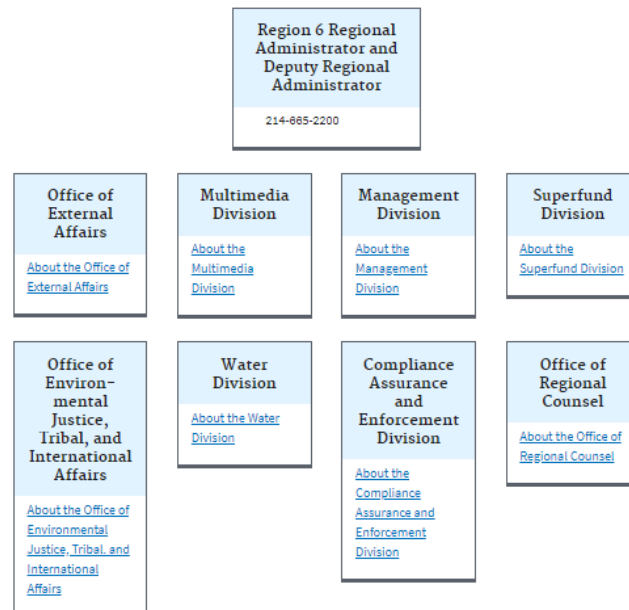 Region 6 Regional
Administrator and
Deputy Regional
Administrator
214-665-2200
Office of
External
Affairs
About the Office of
External Affairs
Multimedia
Division
About the
Multimedia
Division
Management
Division
About the
Management
Division
Superfund
Division
About the
Superfund Division
Office of
Environ-
mental
Justice,
Tribal, and
International
Affairs
About the Office of
Environmental
Justice, Tribal. and
International
Affairs
Water
Division
About the Water
Division
Compliance
Assurance
and
Enforcement
Division
About the
Compliance
Assurance and
Enforcement
Division
Office of
Regional
Counsel
About the Office of
Regional Counsel